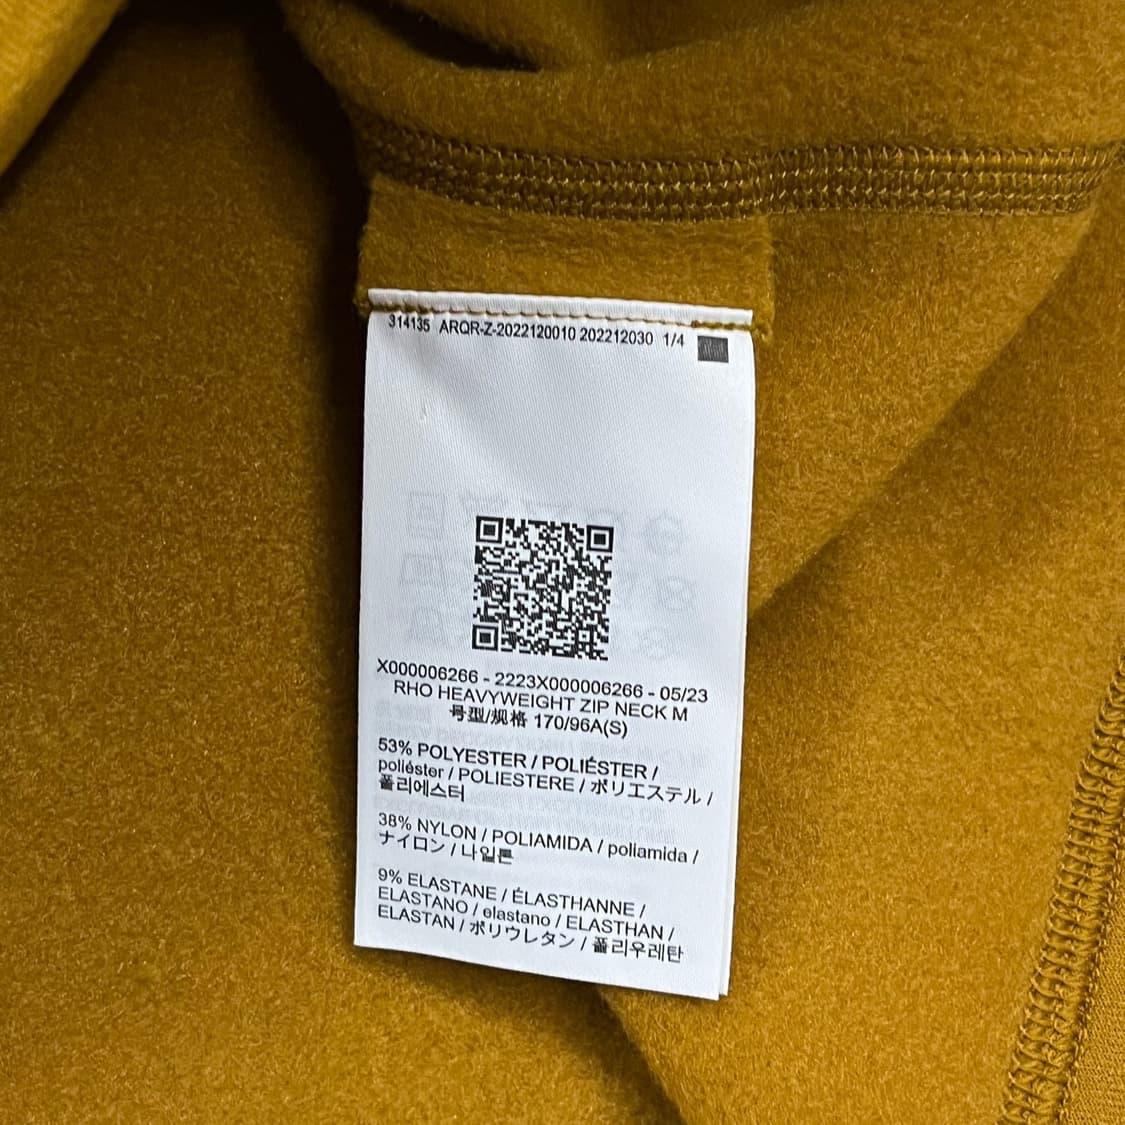 314135 ARQR-Z-2022120010 202212030 1/4
X000006266 - 2223X000006266 - 05/23
RHO HEAVYWEIGHT ZIP NECK M
号型/规格 170/96A(S)
53% POLYESTER / POLIÉSTER /
poliéster / POLIESTERE / ポリエステル /
폴리에스터
38% NYLON / POLIAMIDA / poliamida /
ナイロン / 나일론
9% ELASTANE / ÉLASTHANNE /
ELASTANO / elastano / ELASTHAN /
ELASTAN / ポリウレタン / 폴리우레탄